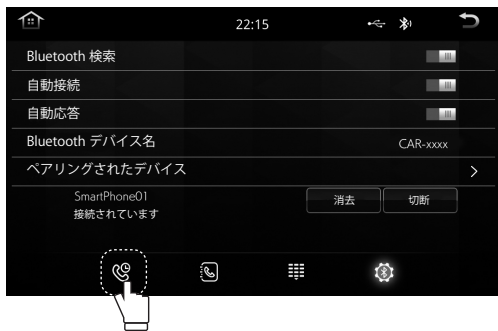 22:15
Bluetooth 検索
自動接続
自動応答
Bluetooth デバイス名 CAR-xxxx
ペアリングされたデバイス
SmartPhone01 消去 切断
接続されています